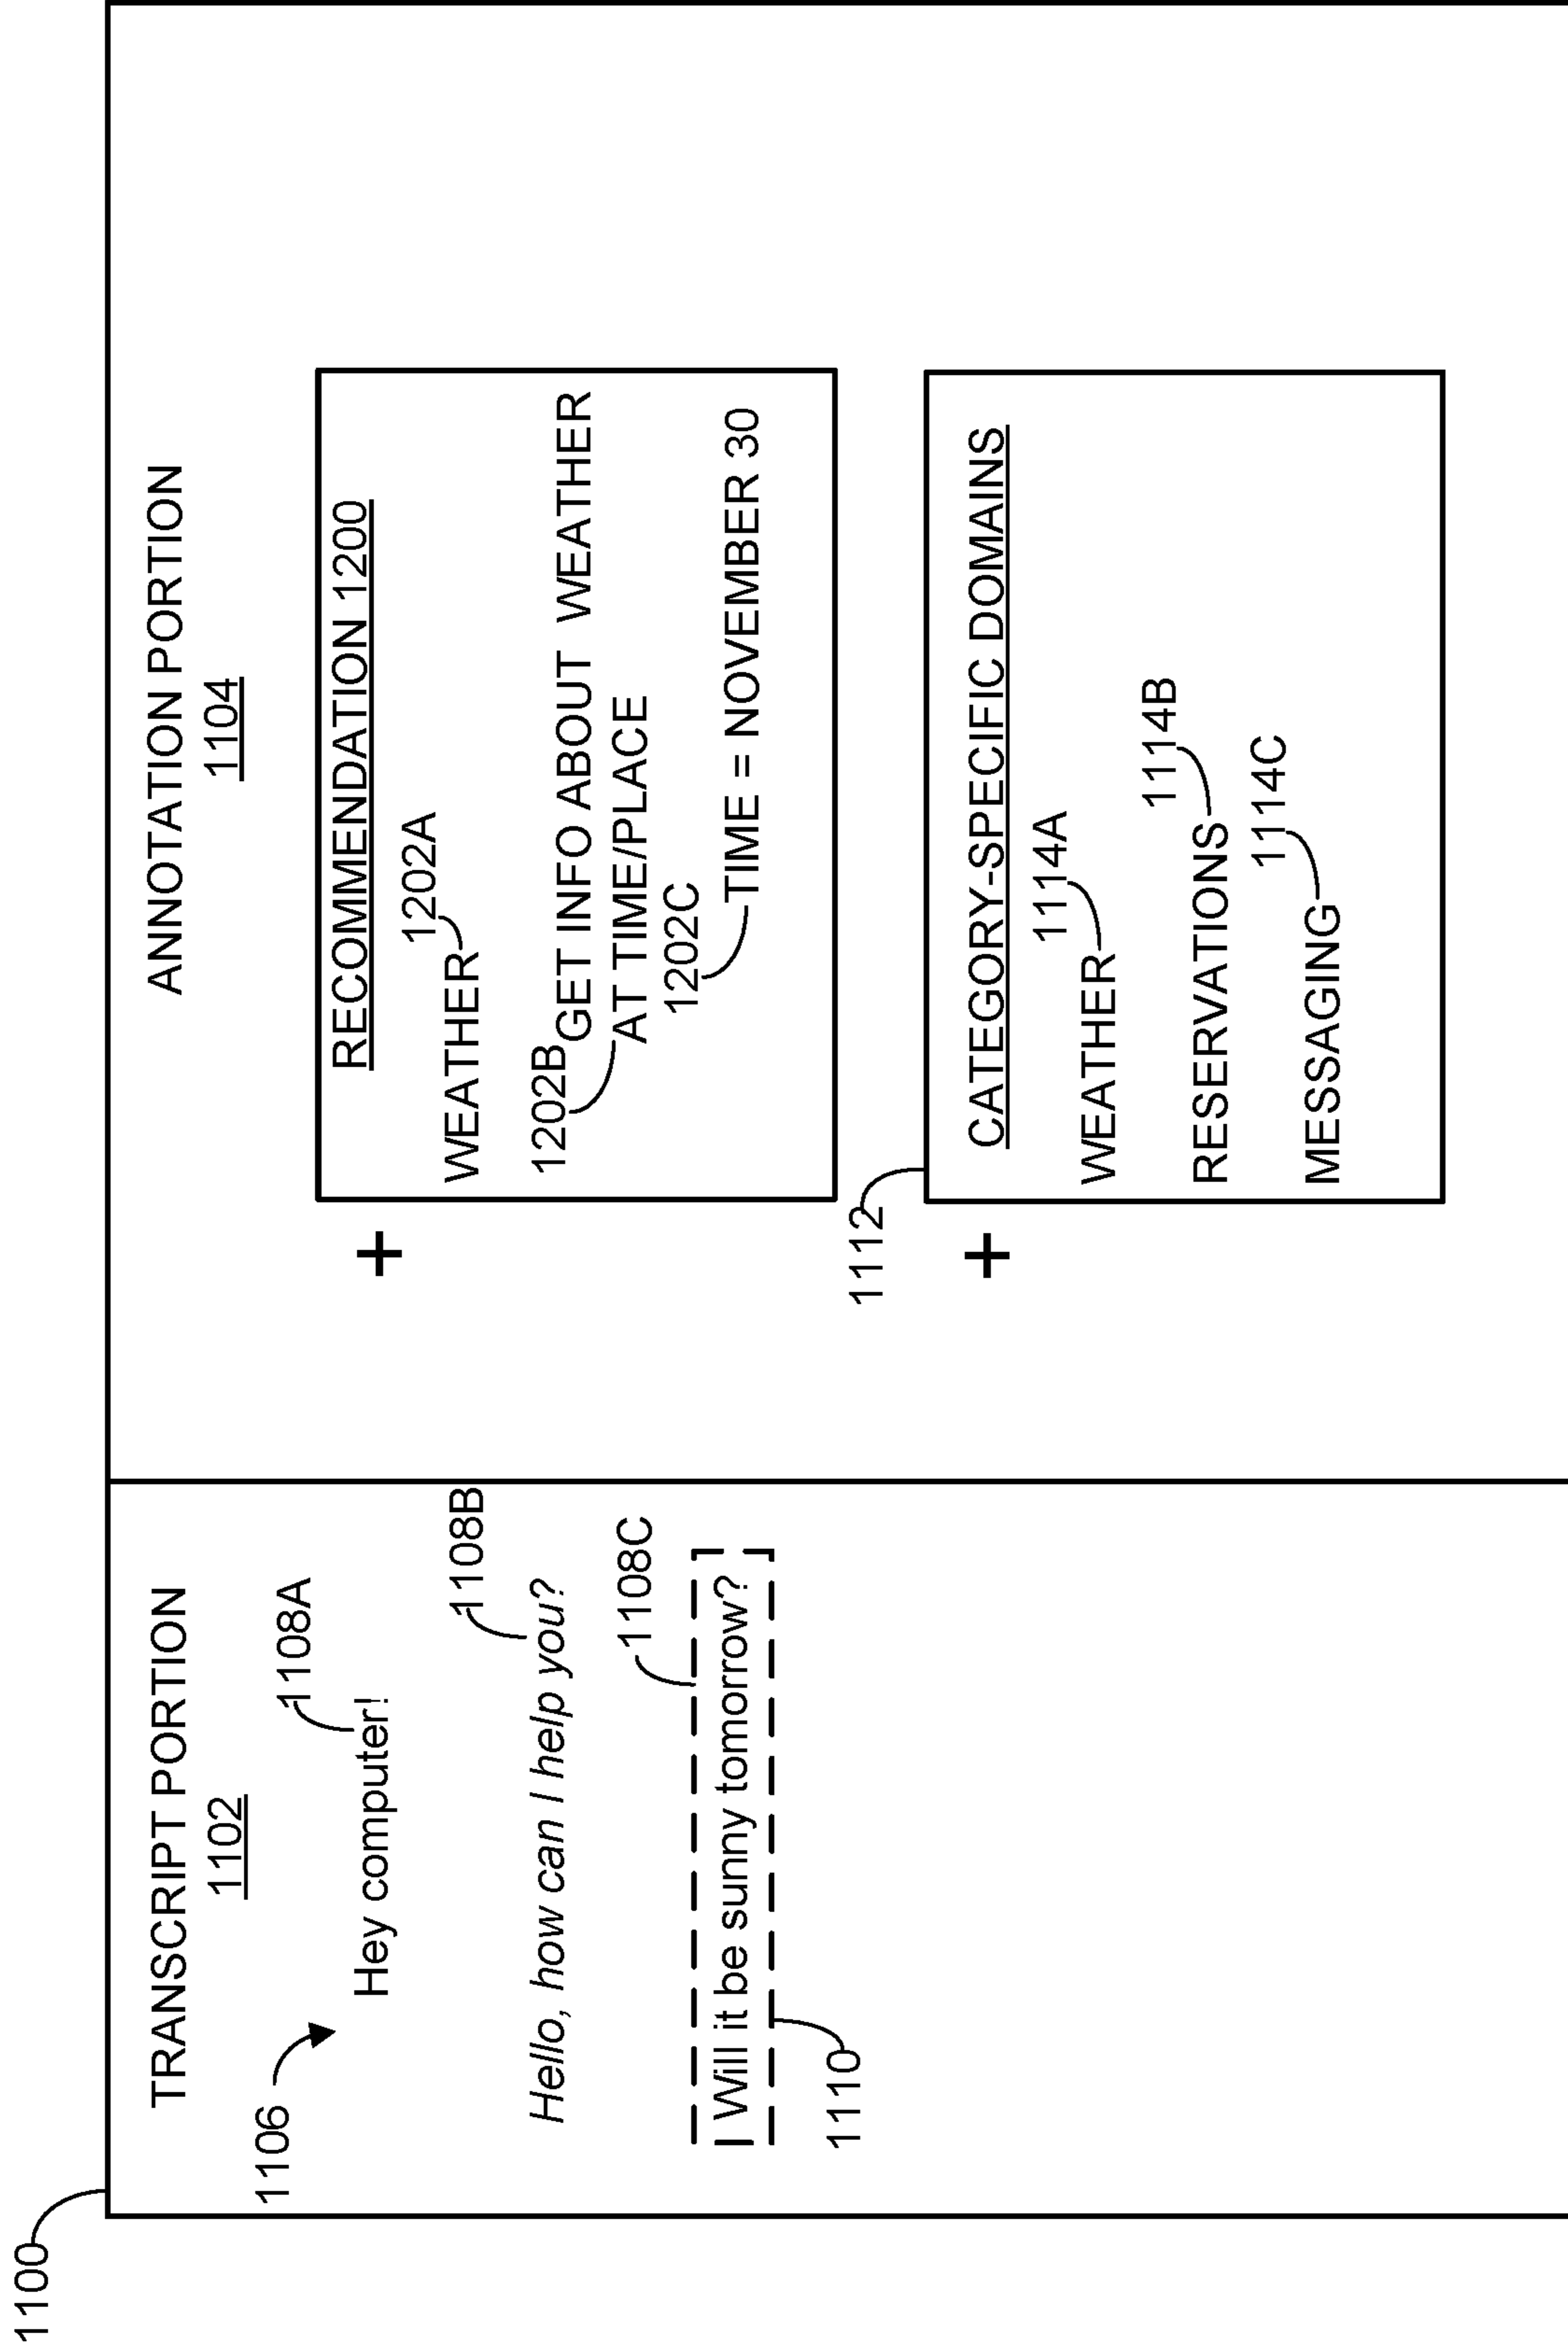 1100
TRANSCRIPT PORTION
1102
1106
1108A
Hey computer!
1108B
Hello, how can I help you?
1108C
Will it be sunny tomorrow?
1110
ANNOTATION PORTION
1104
+
RECOMMENDATION 1200
1202A
WEATHER
1202B
GET INFO ABOUT WEATHER
AT TIME/PLACE
1202C
TIME = NOVEMBER 30
1112
+
CATEGORY-SPECIFIC DOMAINS
1114A
WEATHER
1114B
RESERVATIONS
1114C
MESSAGING